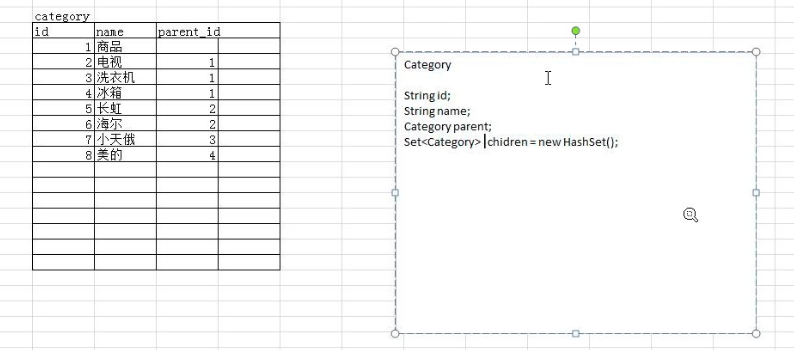 category
id name parent_id
1 商品
2 电视 1
3 洗衣机 1
4 冰箱 1
5 长虹 2
6 海尔 2
7 小天俄 3
8 美的 4
Category
String id;
String name;
Category parent;
Set<Category> chidren = new HashSet();